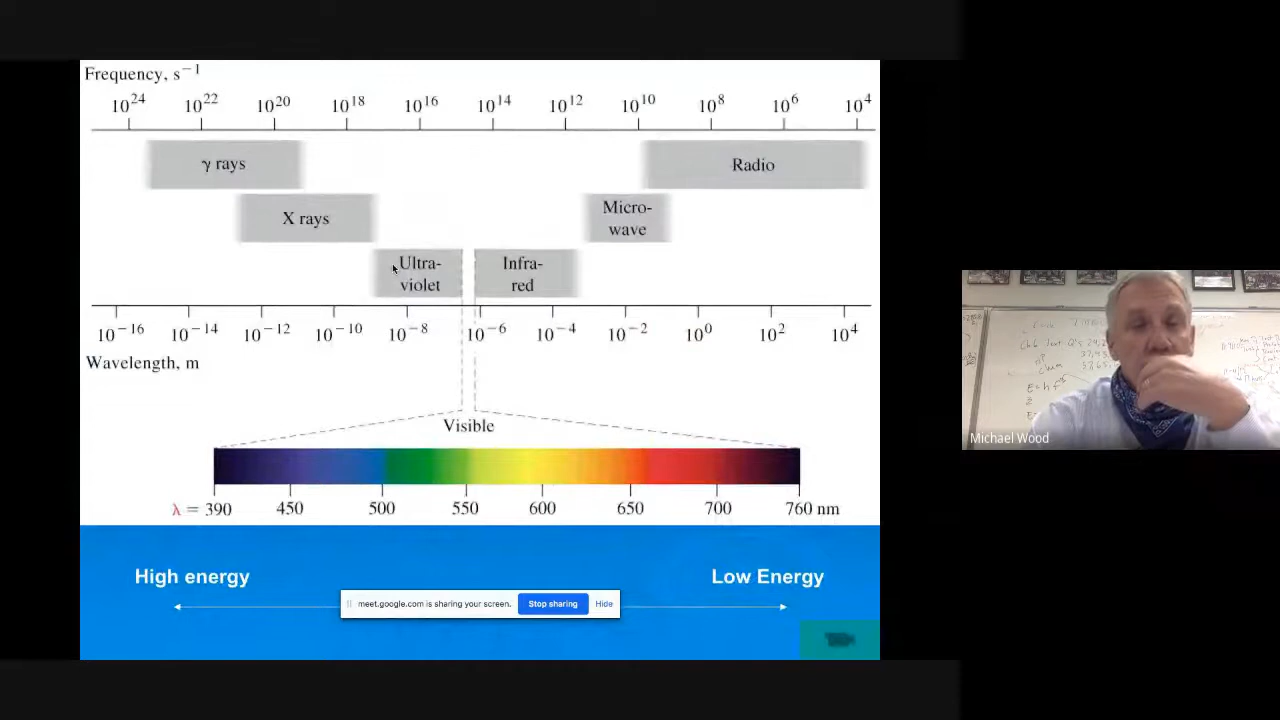 Frequency, s⁻¹
10²⁴ 10²² 10²⁰ 10¹⁸ 10¹⁶ 10¹⁴ 10¹² 10¹⁰ 10⁸ 10⁶ 10⁴
γ rays
Radio
X rays
Micro-
wave
Ultra-
violet
Infra-
red
10⁻¹⁶ 10⁻¹⁴ 10⁻¹² 10⁻¹⁰ 10⁻⁸ 10⁻⁶ 10⁻⁴ 10⁻² 10⁰ 10² 10⁴
Wavelength, m
Visible
λ = 390 450 500 550 600 650 700 760 nm
High energy
Low Energy
meet.google.com is sharing your screen. Stop sharing Hide
E = h f
Michael Wood